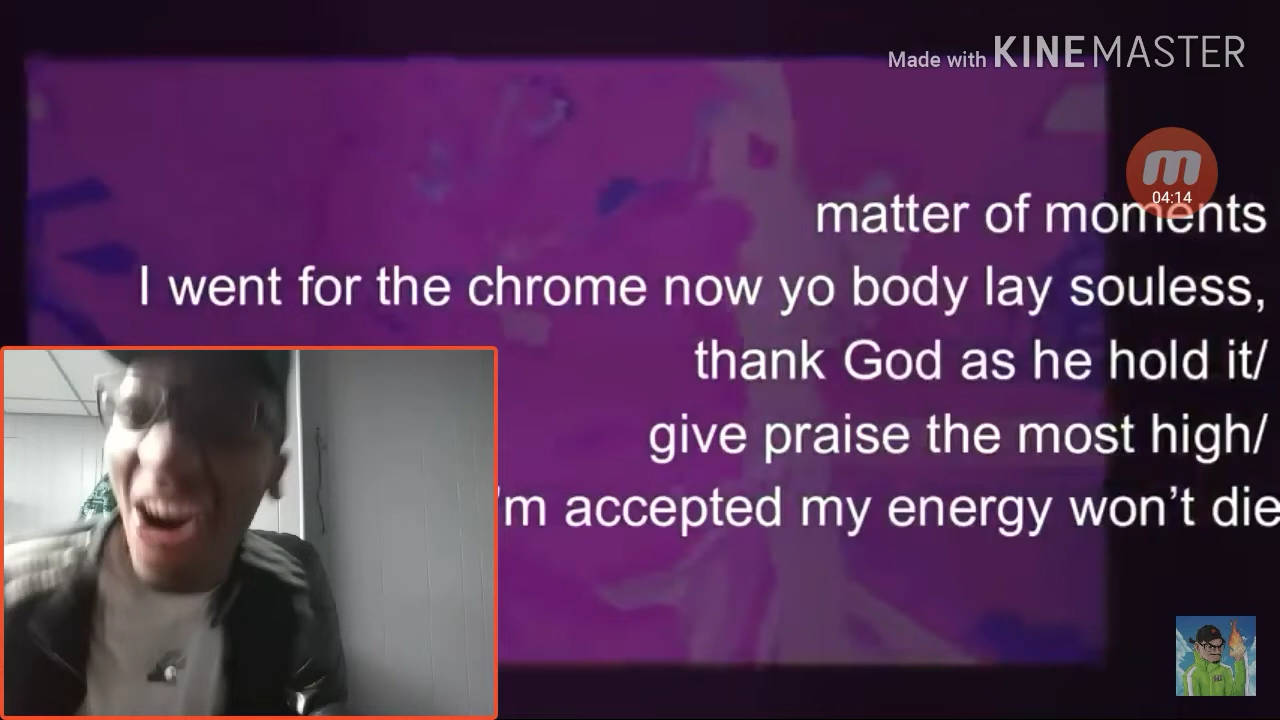 Made with KINEMASTER
04:14
matter of moments
I went for the chrome now yo body lay souless,
thank God as he hold it/
give praise the most high/
'm accepted my energy won’t die